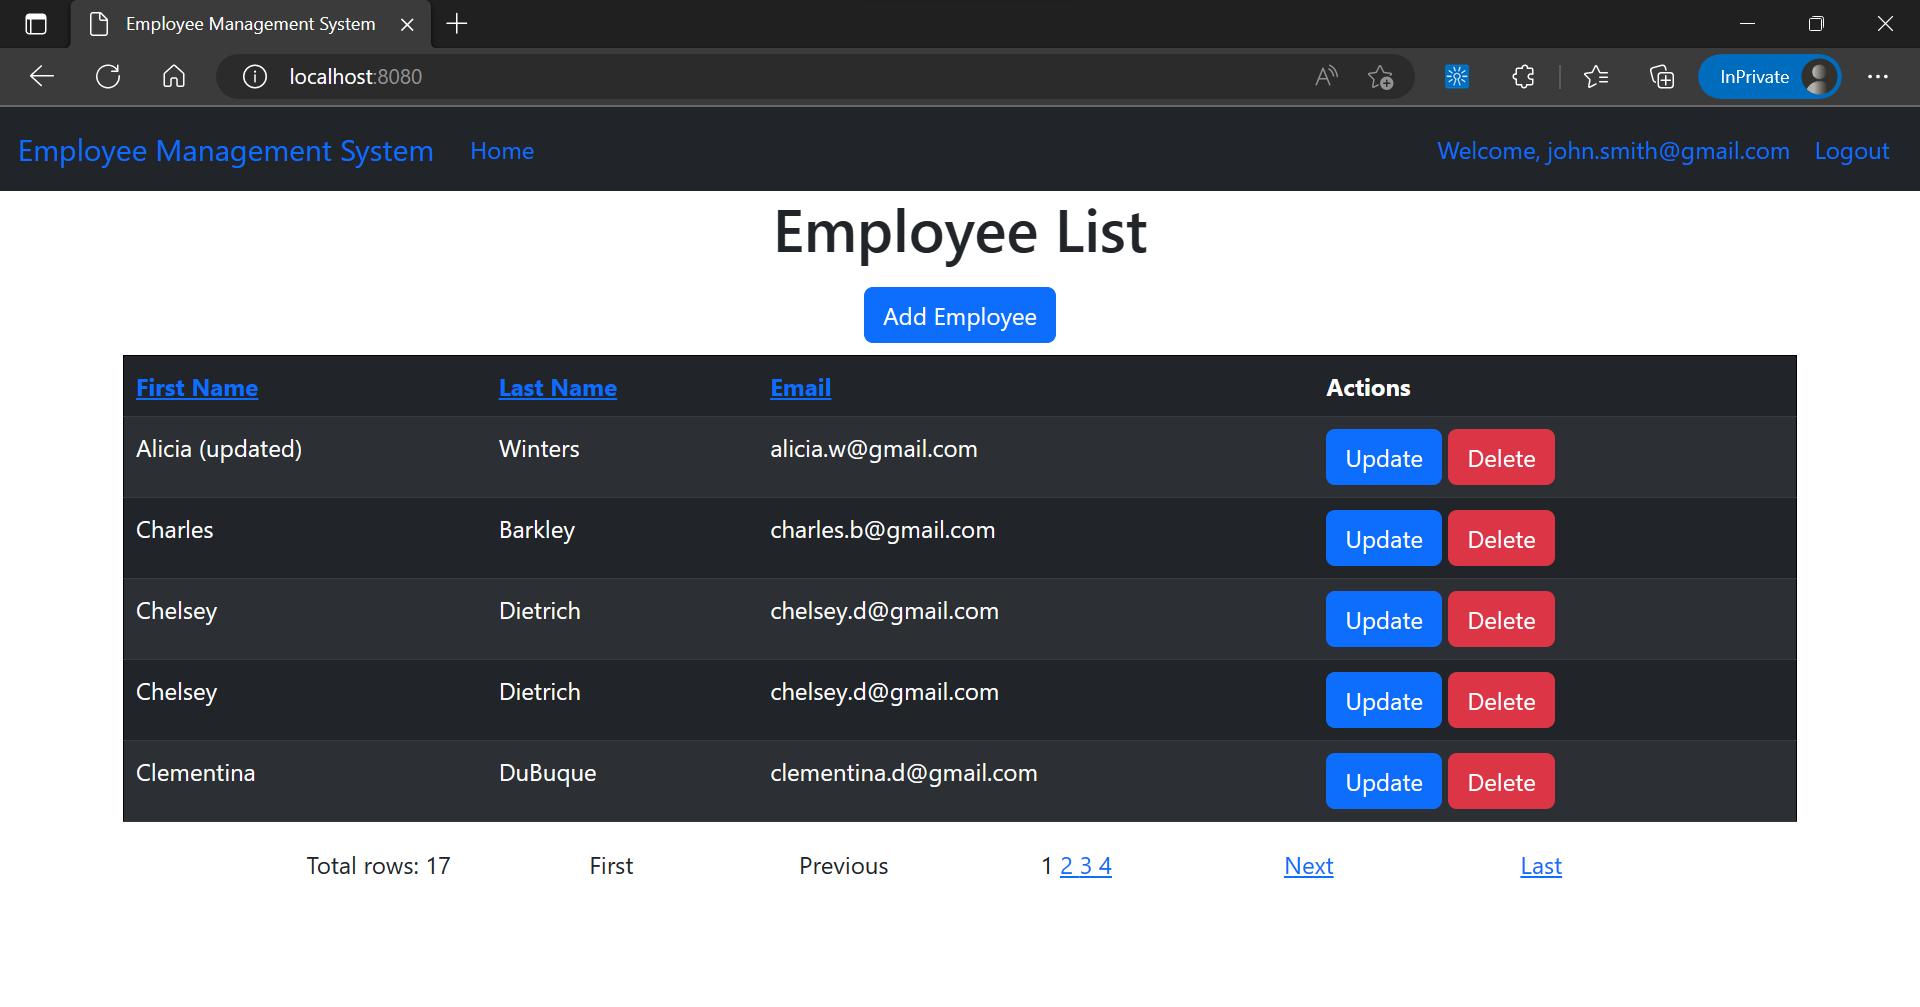 Employee Management System
localhost:8080
InPrivate
Employee Management System Home Welcome, john.smith@gmail.com Logout
Employee List
Add Employee
First Name Last Name Email Actions
Alicia (updated) Winters alicia.w@gmail.com Update Delete
Charles Barkley charles.b@gmail.com Update Delete
Chelsey Dietrich chelsey.d@gmail.com Update Delete
Chelsey Dietrich chelsey.d@gmail.com Update Delete
Clementina DuBuque clementina.d@gmail.com Update Delete
Total rows: 17 First Previous 1 2 3 4 Next Last